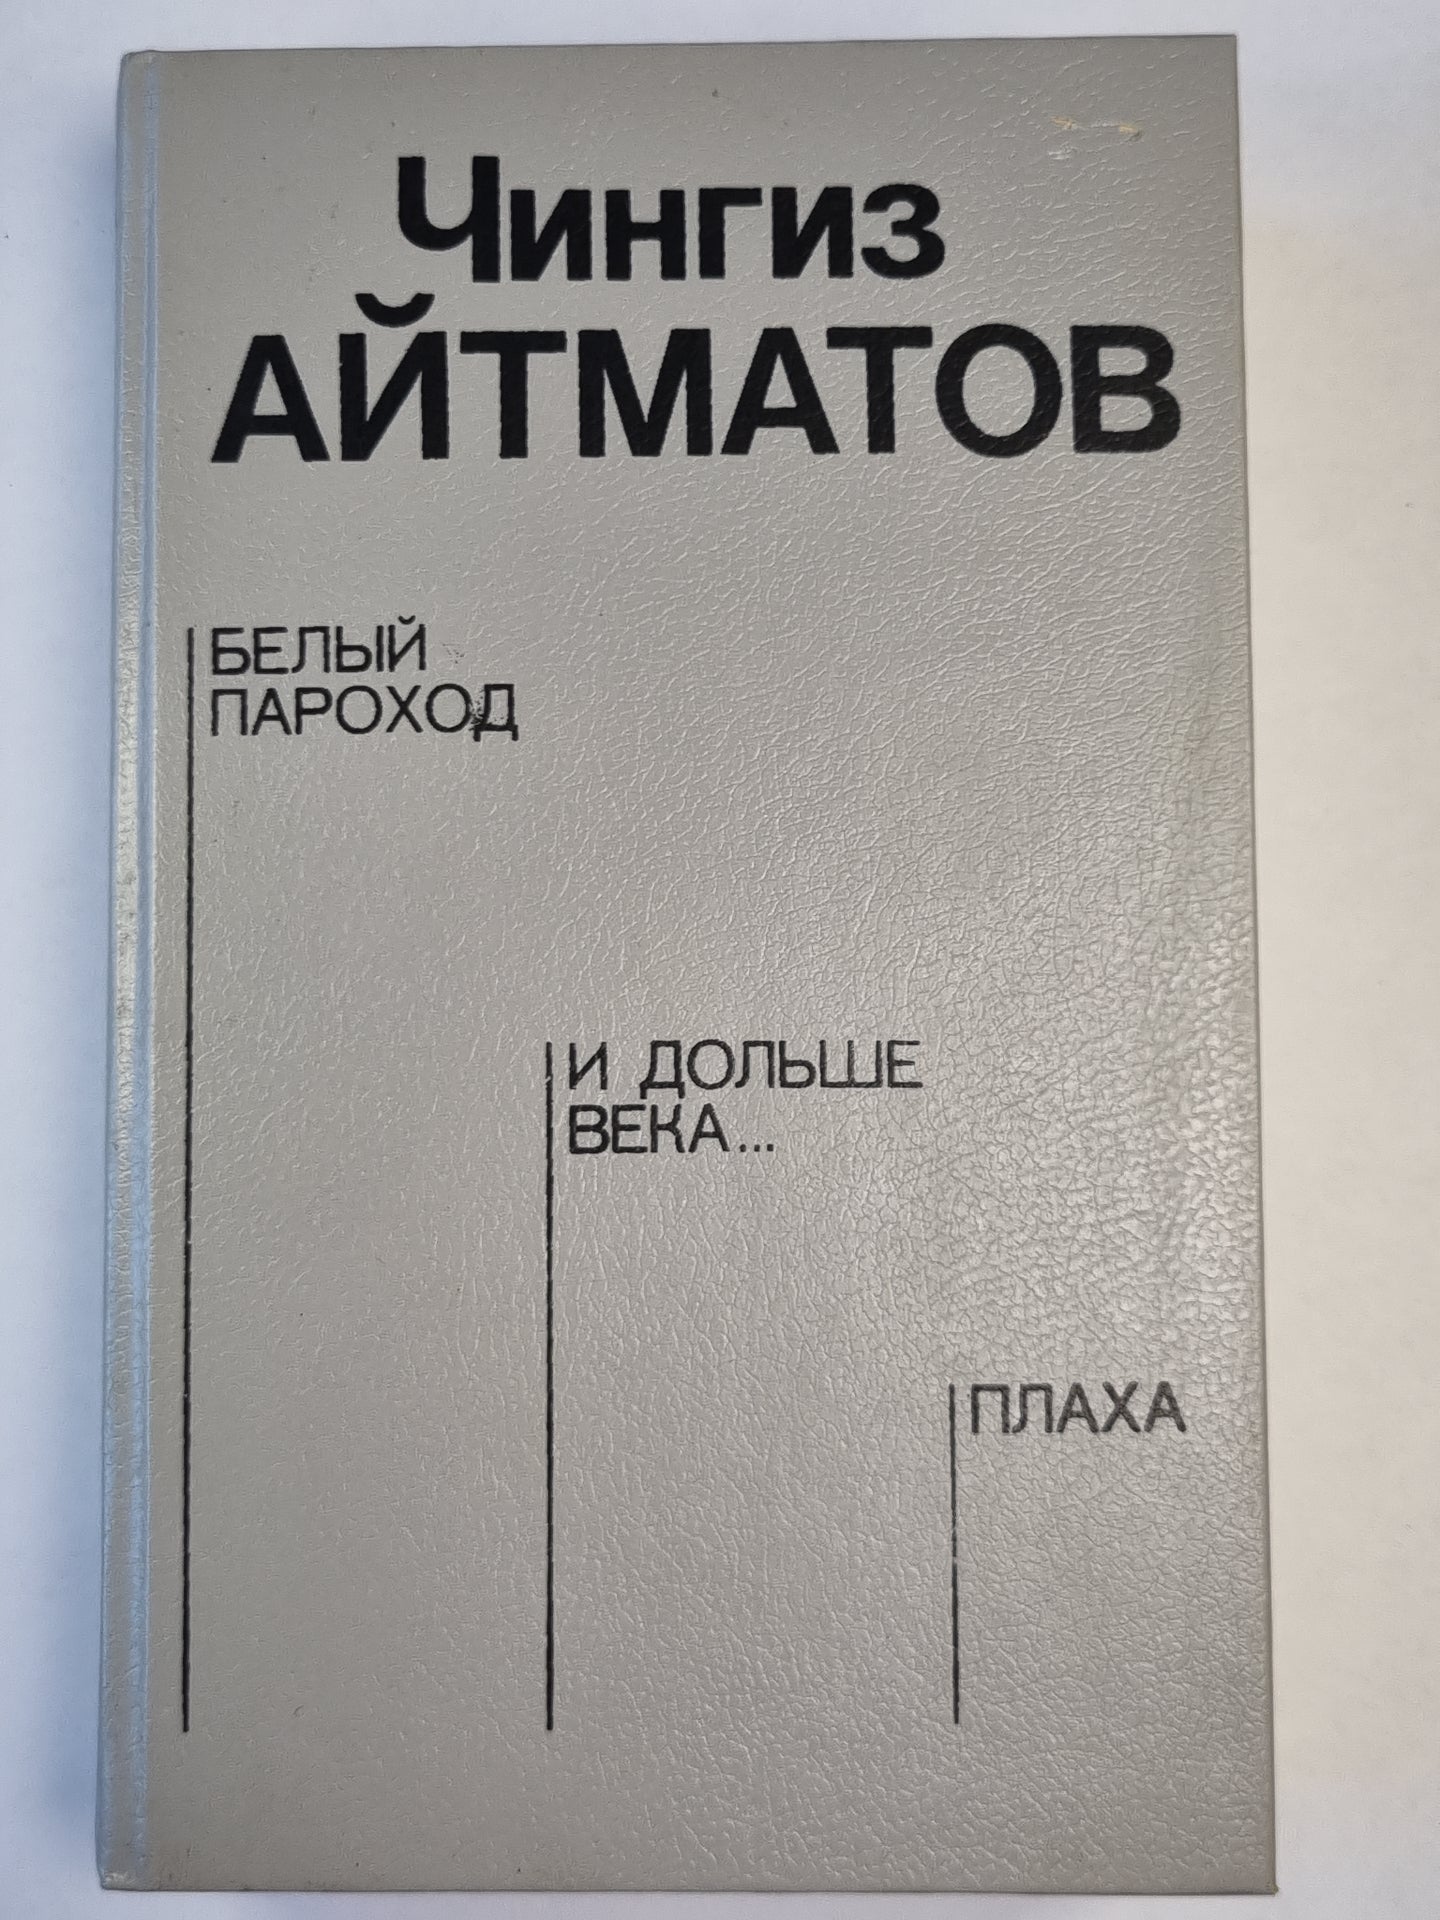 Чингиз
АЙТМАТОВ
БЕЛЫЙ
ПАРОХОД
И ДОЛЬШЕ
ВЕКА...
ПЛАХА